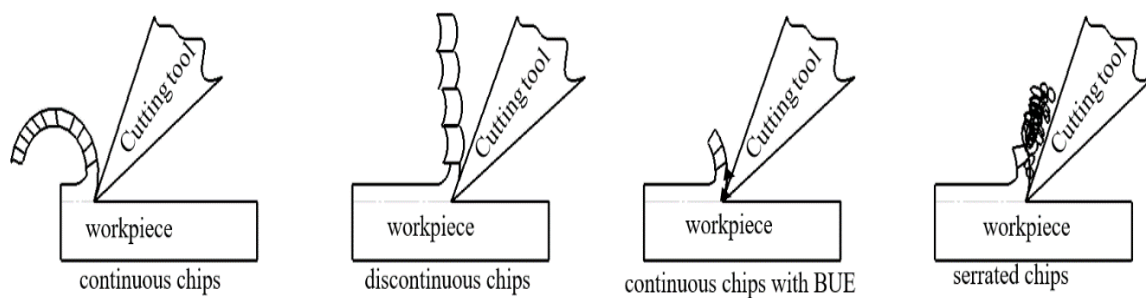 Cutting tool
workpiece
continuous chips
Cutting tool
workpiece
discontinuous chips
Cutting tool
workpiece
continuous chips with BUE
Cutting tool
workpiece
serrated chips